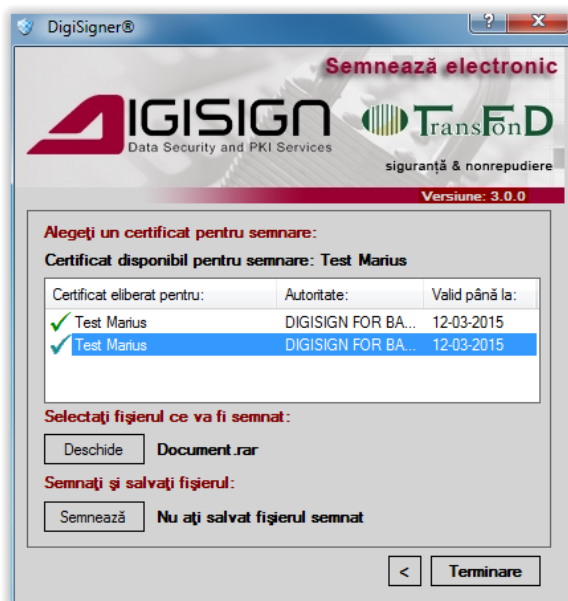 DigiSigner®
?
X
Semnează electronic
DIGISIGN
TRANSFOND
Data Security and PKI Services
siguranță & nonrepudiere
Versiune: 3.0.0
Alegeţi un certificat pentru semnare:
Certificat disponibil pentru semnare: Test Marius
Certificat eliberat pentru: Autoritate: Valid până la:
Test Marius DIGISIGN FOR BA... 12-03-2015
Test Marius DIGISIGN FOR BA... 12-03-2015
Selectaţi fişierul ce va fi semnat:
Deschide Document.rar
Semnaţi şi salvaţi fişierul:
Semnează Nu aţi salvat fişierul semnat
< Terminare